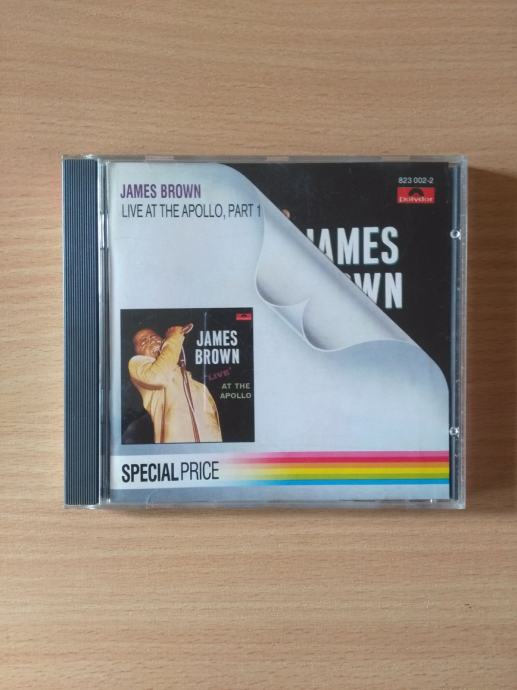 JAMES BROWN
LIVE AT THE APOLLO, PART 1
823 002-2
Polydor
JAMES
OWN
JAMES
BROWN
"LIVE"
AT THE
APOLLO
SPECIAL PRICE